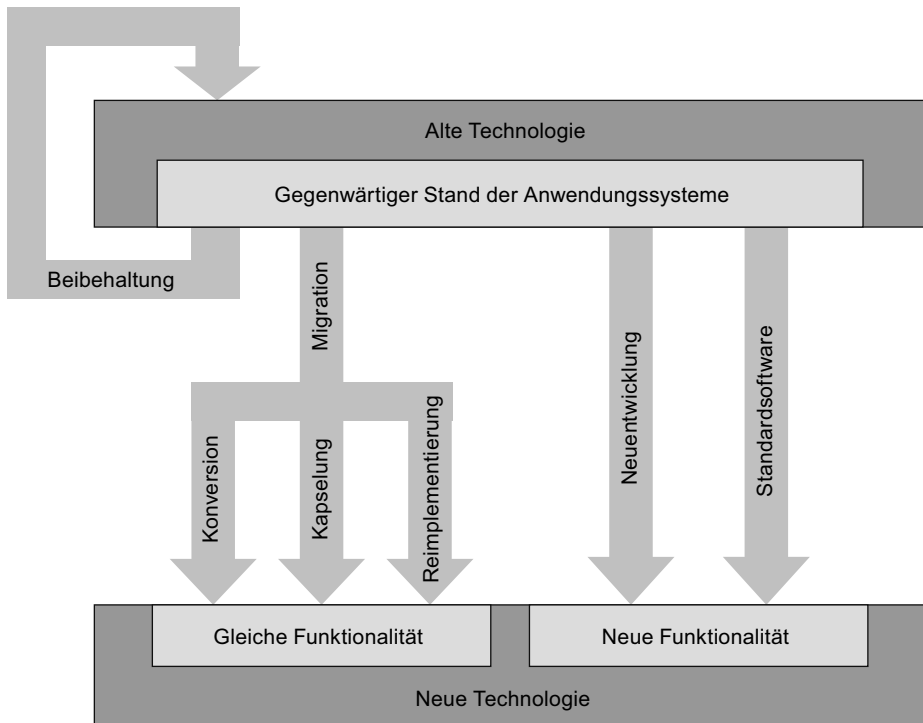 Alte Technologie
Gegenwärtiger Stand der Anwendungssysteme
Beibehaltung
Migration
Neuentwicklung
Standardsoftware
Konversion
Kapselung
Reimplementierung
Gleiche Funktionalität
Neue Funktionalität
Neue Technologie